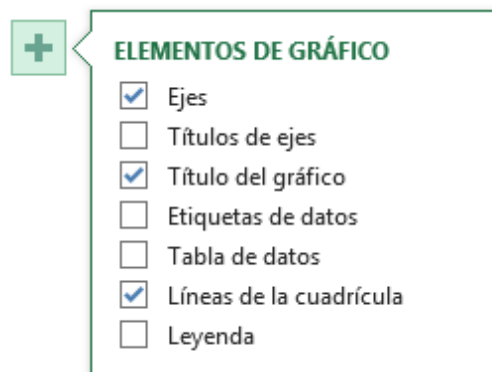 ELEMENTOS DE GRÁFICO
Ejes
Títulos de ejes
Título del gráfico
Etiquetas de datos
Tabla de datos
Líneas de la cuadrícula
Leyenda